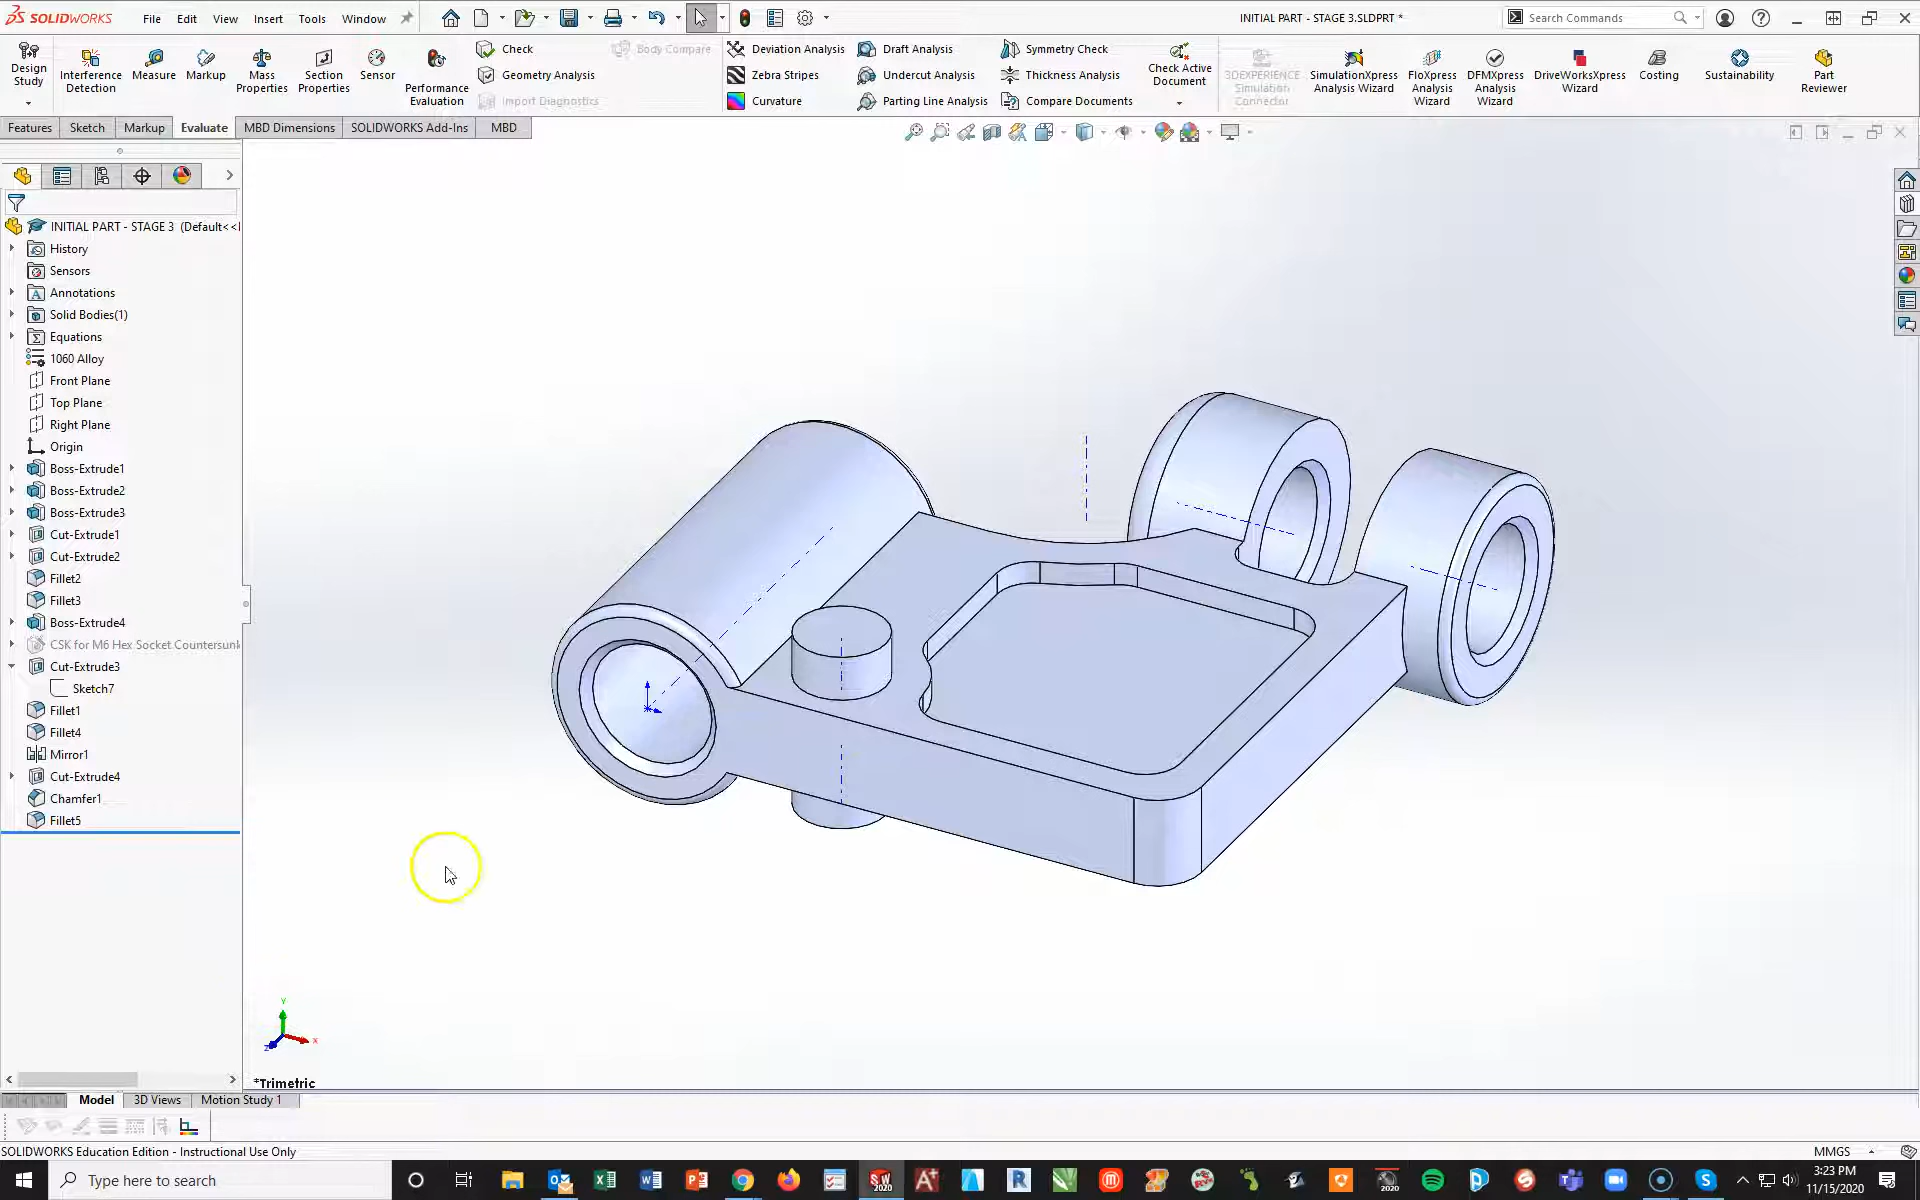 SOLIDWORKS File Edit View Insert Tools Window INITIAL PART - STAGE 3.SLDPRT * Search Commands
Design Study
Interference Detection
Measure
Markup
Mass Properties
Section Properties
Sensor
Performance Evaluation
Check
Geometry Analysis
Import Diagnostics
Body Compare
Deviation Analysis
Zebra Stripes
Curvature
Draft Analysis
Undercut Analysis
Parting Line Analysis
Symmetry Check
Thickness Analysis
Compare Documents
Check Active Document
3DEXPERIENCE Simulation Connector
SimulationXpress Analysis Wizard
FloXpress Analysis Wizard
DFMXpress Analysis Wizard
DriveWorksXpress Wizard
Costing
Sustainability
Part Reviewer
Features Sketch Markup Evaluate MBD Dimensions SOLIDWORKS Add-Ins MBD
INITIAL PART - STAGE 3 (Default<<
History
Sensors
Annotations
Solid Bodies(1)
Equations
1060 Alloy
Front Plane
Top Plane
Right Plane
Origin
Boss-Extrude1
Boss-Extrude2
Boss-Extrude3
Cut-Extrude1
Cut-Extrude2
Fillet2
Fillet3
Boss-Extrude4
CSK for M6 Hex Socket Countersunk
Cut-Extrude3
Sketch7
Fillet1
Fillet4
Mirror1
Cut-Extrude4
Chamfer1
Fillet5
Y
X
Z
*Trimetric
Model 3D Views Motion Study 1
SOLIDWORKS Education Edition - Instructional Use Only MMGS
Type here to search
3:23 PM
11/15/2020